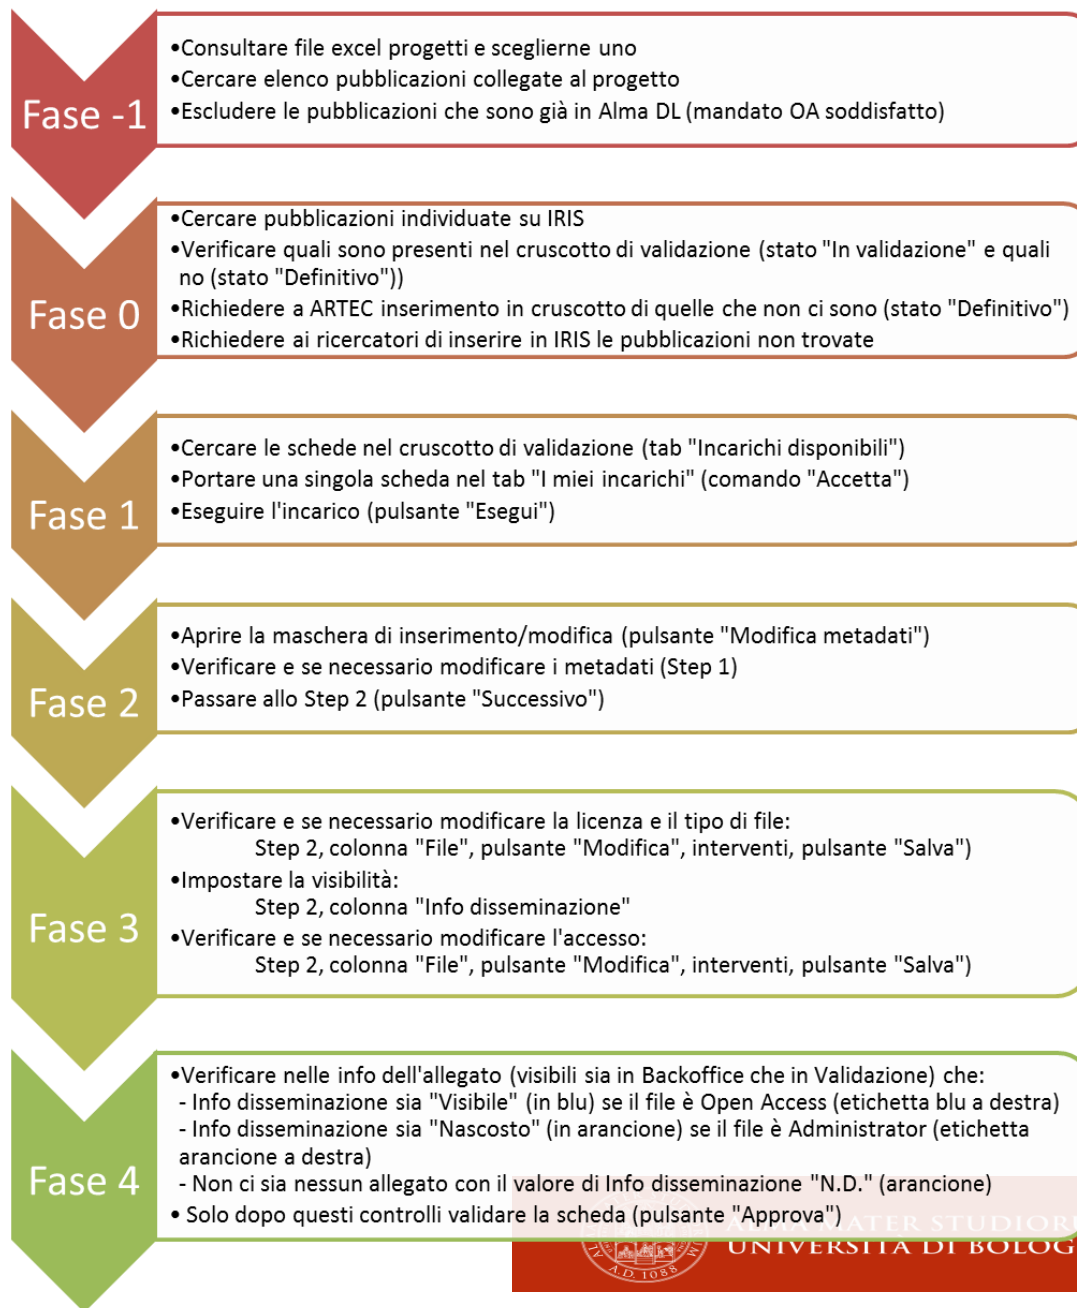 Fase -1
•Consultare file excel progetti e sceglierne uno
•Cercare elenco pubblicazioni collegate al progetto
•Escludere le pubblicazioni che sono già in Alma DL (mandato OA soddisfatto)
Fase 0
•Cercare pubblicazioni individuate su IRIS
•Verificare quali sono presenti nel cruscotto di validazione (stato "In validazione" e quali
no (stato "Definitivo"))
•Richiedere a ARTEC inserimento in cruscotto di quelle che non ci sono (stato "Definitivo")
•Richiedere ai ricercatori di inserire in IRIS le pubblicazioni non trovate
Fase 1
•Cercare le schede nel cruscotto di validazione (tab "Incarichi disponibili")
•Portare una singola scheda nel tab "I miei incarichi" (comando "Accetta")
•Eseguire l'incarico (pulsante "Esegui")
Fase 2
•Aprire la maschera di inserimento/modifica (pulsante "Modifica metadati")
•Verificare e se necessario modificare i metadati (Step 1)
•Passare allo Step 2 (pulsante "Successivo")
Fase 3
•Verificare e se necessario modificare la licenza e il tipo di file:
Step 2, colonna "File", pulsante "Modifica", interventi, pulsante "Salva")
•Impostare la visibilità:
Step 2, colonna "Info disseminazione"
•Verificare e se necessario modificare l'accesso:
Step 2, colonna "File", pulsante "Modifica", interventi, pulsante "Salva")
Fase 4
•Verificare nelle info dell'allegato (visibili sia in Backoffice che in Validazione) che:
- Info disseminazione sia "Visibile" (in blu) se il file è Open Access (etichetta blu a destra)
- Info disseminazione sia "Nascosto" (in arancione) se il file è Administrator (etichetta
arancione a destra)
- Non ci sia nessun allegato con il valore di Info disseminazione "N.D." (arancione)
• Solo dopo questi controlli validare la scheda (pulsante "Approva")
ALMA MATER STUDIOR
UNIVERSITÀ DI BOLOG
A.D. 1088